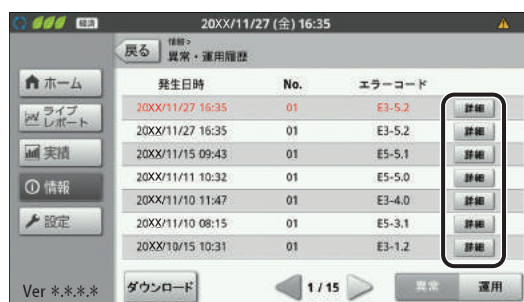 経済
20XX/11/27 (金) 16:35
戻る
情報>
異常・運用履歴
ホーム
ライブ
レポート
実績
情報
設定
発生日時 No. エラーコード
20XX/11/27 16:35 01 E3-5.2 詳細
20XX/11/27 16:35 01 E3-5.2 詳細
20XX/11/15 09:43 01 E5-5.1 詳細
20XX/11/11 10:32 01 E5-5.0 詳細
20XX/11/10 11:47 01 E3-4.0 詳細
20XX/11/10 08:15 01 E5-3.1 詳細
20XX/10/15 10:31 01 E3-1.2 詳細
Ver *.*.*.*
ダウンロード
1 / 15
異常
運用